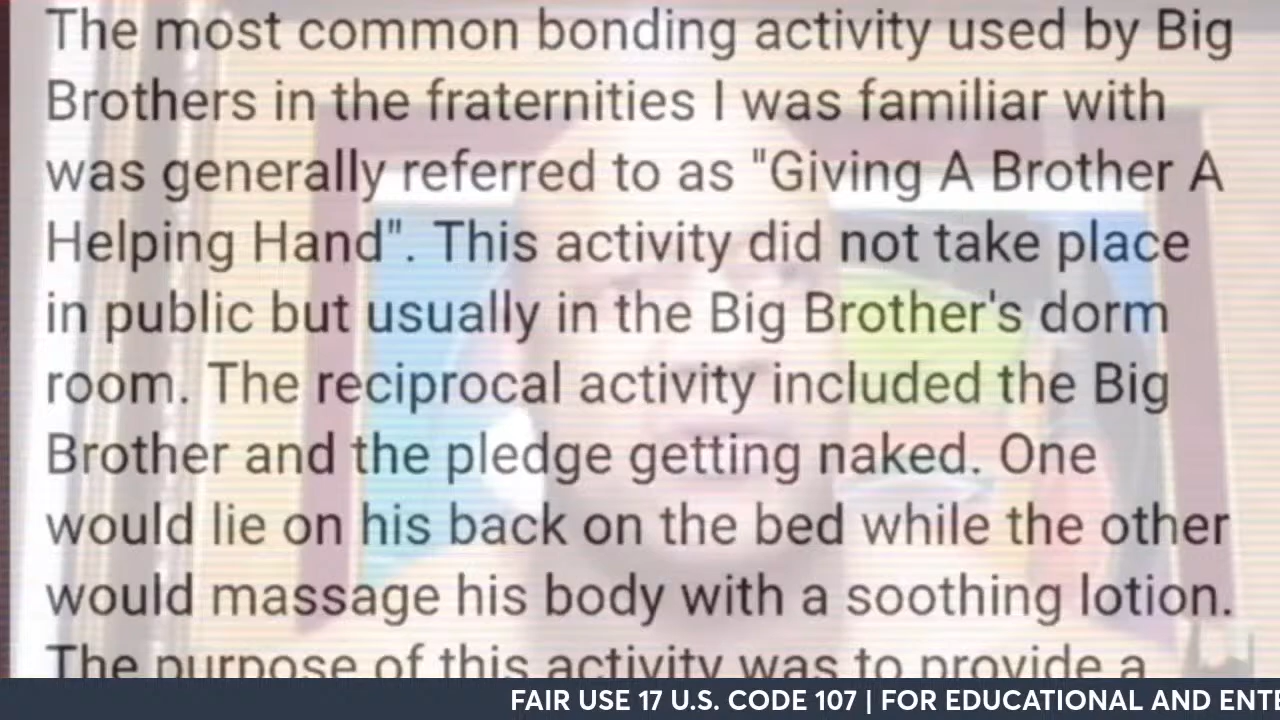 The most common bonding activity used by Big
Brothers in the fraternities I was familiar with
was generally referred to as "Giving A Brother A
Helping Hand". This activity did not take place
in public but usually in the Big Brother's dorm
room. The reciprocal activity included the Big
Brother and the pledge getting naked. One
would lie on his back on the bed while the other
would massage his body with a soothing lotion.
The purpose of this activity was to provide a
FAIR USE 17 U.S. CODE 107 | FOR EDUCATIONAL AND ENTE